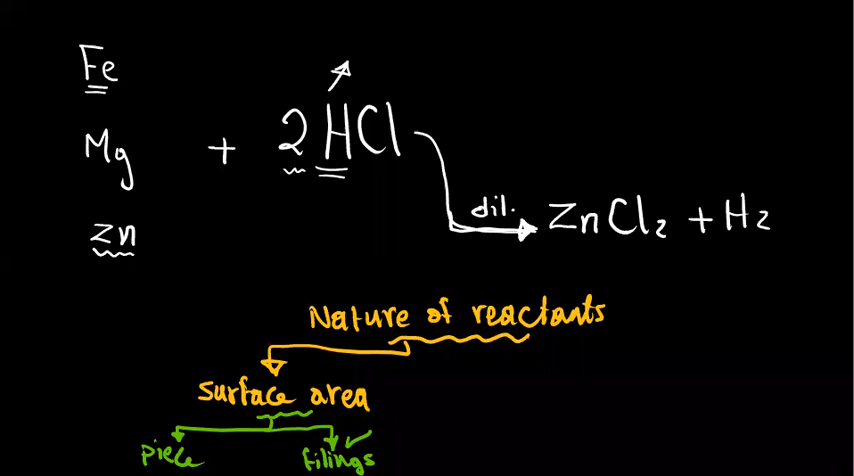 Fe
Mg + 2HCl
Zn
dil.
ZnCl₂ + H₂
Nature of reactants
surface area
piece filings